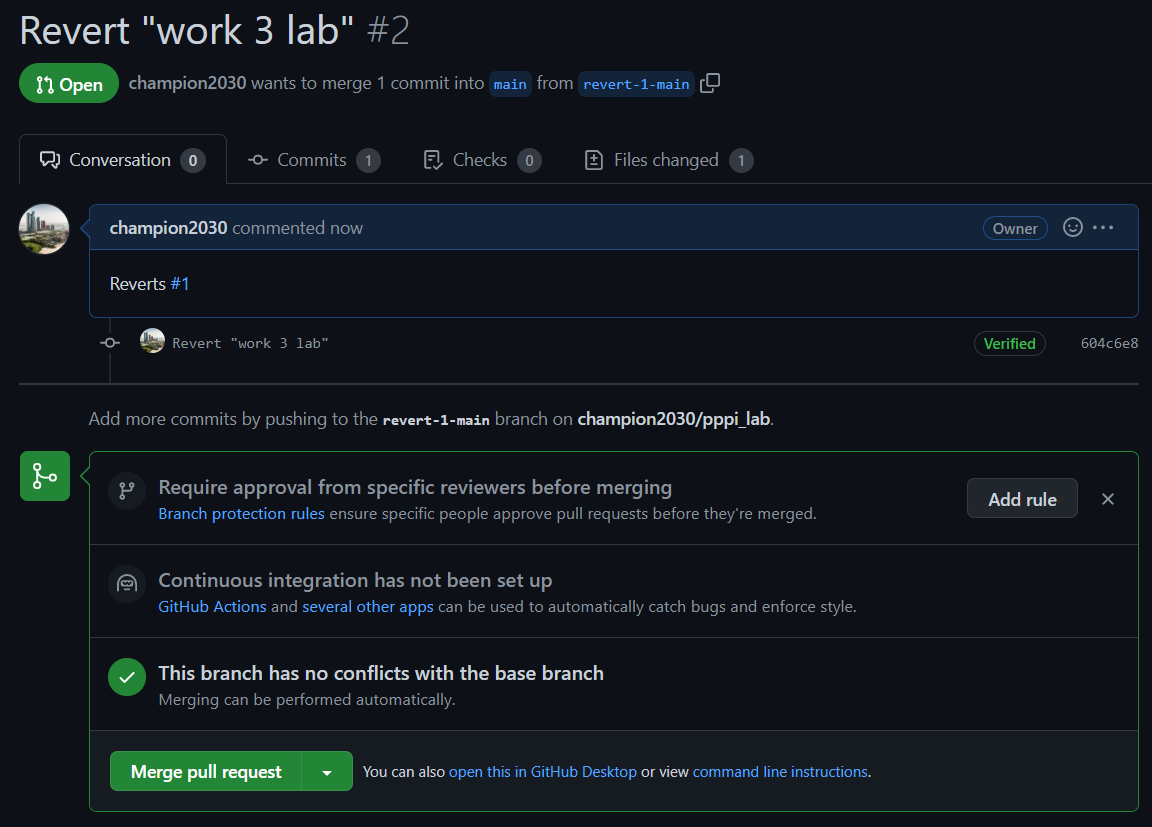 Revert "work 3 lab" #2
Open champion2030 wants to merge 1 commit into main from revert-1-main
Conversation 0 Commits 1 Checks 0 Files changed 1
champion2030 commented now Owner
Reverts #1
Revert "work 3 lab" Verified 604c6e8
Add more commits by pushing to the revert-1-main branch on champion2030/pppi_lab.
Require approval from specific reviewers before merging
Branch protection rules ensure specific people approve pull requests before they're merged.
Add rule
Continuous integration has not been set up
GitHub Actions and several other apps can be used to automatically catch bugs and enforce style.
This branch has no conflicts with the base branch
Merging can be performed automatically.
Merge pull request You can also open this in GitHub Desktop or view command line instructions.